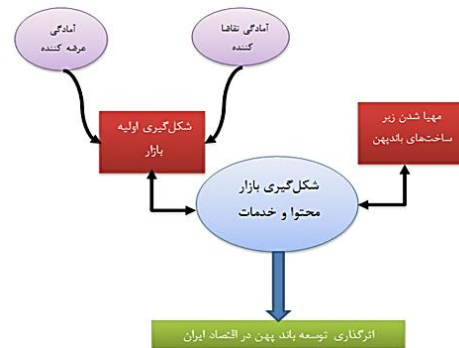 آمادگی تقاضا
کننده
آمادگی
عرضه کننده
شکل‌گیری اولیه
بازار
مهیا شدن زیر
ساخت‌های باندپهن
شکل‌گیری بازار
محتوا و خدمات
اثرگذاری توسعه باند پهن در اقتصاد ایران